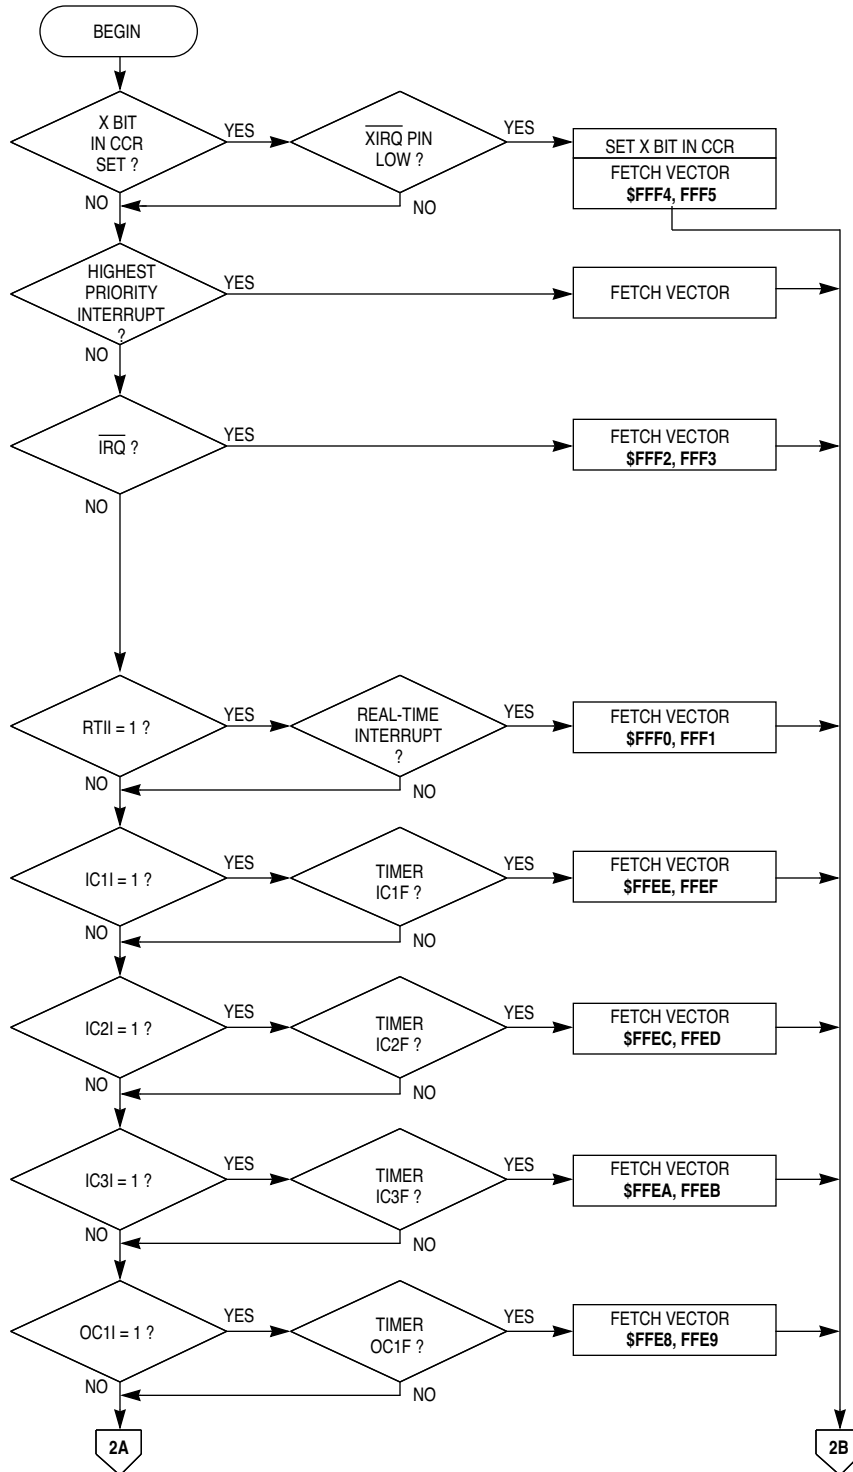 BEGIN
X BIT
IN CCR
SET ?
YES
XIRQ PIN
LOW ?
YES
SET X BIT IN CCR
FETCH VECTOR
$FFF4, FFF5
NO
NO
HIGHEST
PRIORITY
INTERRUPT
?
YES
FETCH VECTOR
NO
IRQ ?
YES
FETCH VECTOR
$FFF2, FFF3
NO
RTII = 1 ?
YES
REAL-TIME
INTERRUPT
?
YES
FETCH VECTOR
$FFF0, FFF1
NO
NO
IC1I = 1 ?
YES
TIMER
IC1F ?
YES
FETCH VECTOR
$FFEE, FFEF
NO
NO
IC2I = 1 ?
YES
TIMER
IC2F ?
YES
FETCH VECTOR
$FFEC, FFED
NO
NO
IC3I = 1 ?
YES
TIMER
IC3F ?
YES
FETCH VECTOR
$FFEA, FFEB
NO
NO
OC1I = 1 ?
YES
TIMER
OC1F ?
YES
FETCH VECTOR
$FFE8, FFE9
NO
NO
2A
2B